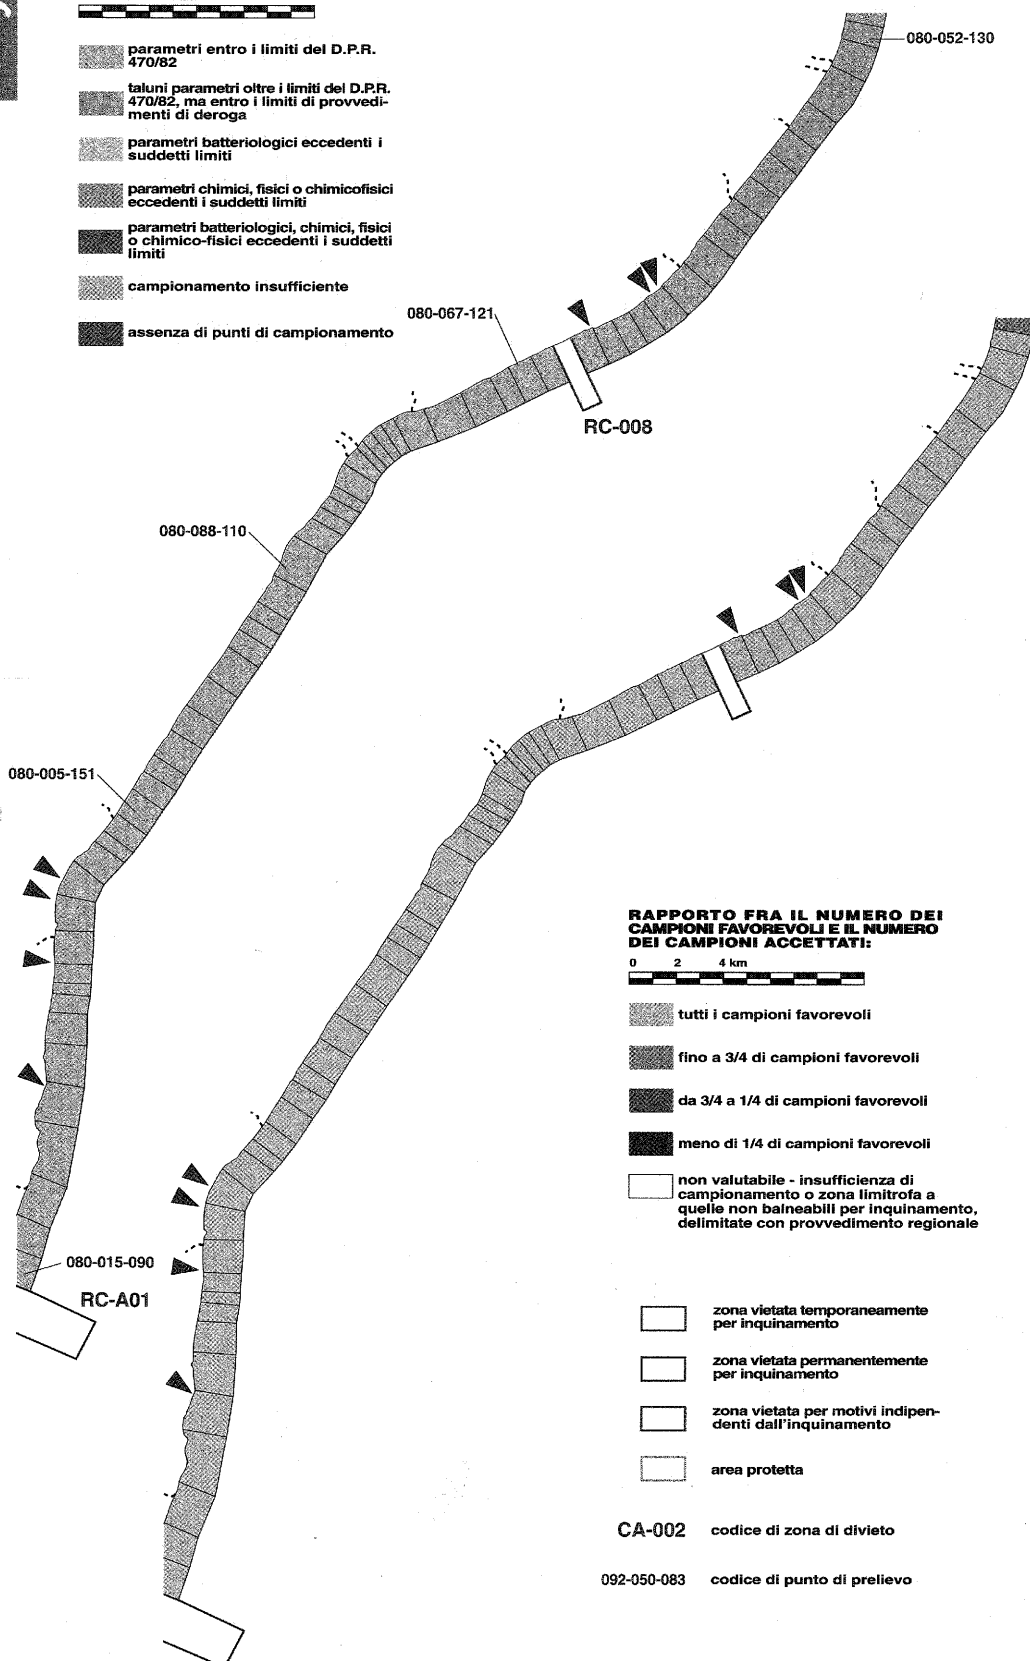 parametri entro i limiti del D.P.R.
470/82
taluni parametri oltre i limiti del D.P.R.
470/82, ma entro i limiti di provvedi-
menti di deroga
parametri batteriologici eccedenti i
suddetti limiti
parametri chimici, fisici o chimicofisici
eccedenti i suddetti limiti
parametri batteriologici, chimici, fisici
o chimico-fisici eccedenti i suddetti
limiti
campionamento insufficiente
assenza di punti di campionamento
080-052-130
080-067-121
RC-008
080-088-110
080-005-151
080-015-090
RC-A01
RAPPORTO FRA IL NUMERO DEI
CAMPIONI FAVOREVOLI E IL NUMERO
DEI CAMPIONI ACCETTATI:
0 2 4 km
tutti i campioni favorevoli
fino a 3/4 di campioni favorevoli
da 3/4 a 1/4 di campioni favorevoli
meno di 1/4 di campioni favorevoli
non valutabile - insufficienza di
campionamento o zona limitrofa a
quelle non balneabili per inquinamento,
delimitate con provvedimento regionale
zona vietata temporaneamente
per inquinamento
zona vietata permanentemente
per inquinamento
zona vietata per motivi indipen-
denti dall'inquinamento
area protetta
CA-002 codice di zona di divieto
092-050-083 codice di punto di prelievo